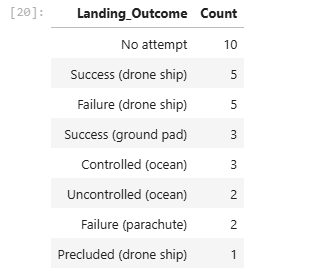 [20]:
Landing_Outcome Count
No attempt 10
Success (drone ship) 5
Failure (drone ship) 5
Success (ground pad) 3
Controlled (ocean) 3
Uncontrolled (ocean) 2
Failure (parachute) 2
Precluded (drone ship) 1